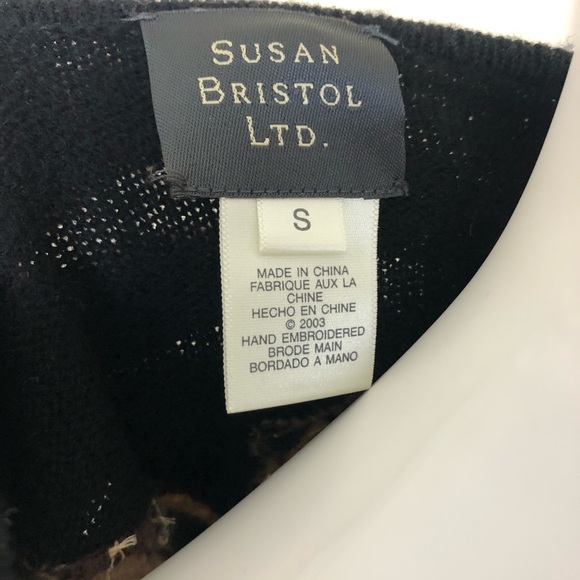 SUSAN
BRISTOL
LTD.
S
MADE IN CHINA
FABRIQUE AUX LA
CHINE
HECHO EN CHINE
© 2003
HAND EMBROIDERED
BRODE MAIN
BORDADO A MANO